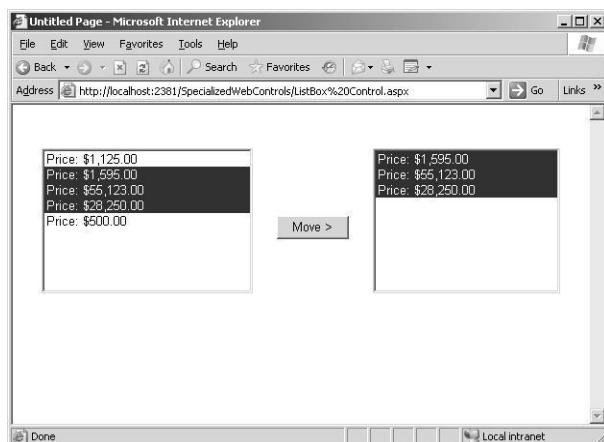 Untitled Page - Microsoft Internet Explorer
File Edit View Favorites Tools Help
Back Search Favorites
Address http://localhost:2381/SpecializedWebControls/ListBox%20Control.aspx Go Links »
Price: $1,125.00
Price: $1,595.00
Price: $55,123.00
Price: $28,250.00
Price: $500.00
Move >
Price: $1,595.00
Price: $55,123.00
Price: $28,250.00
Done Local intranet